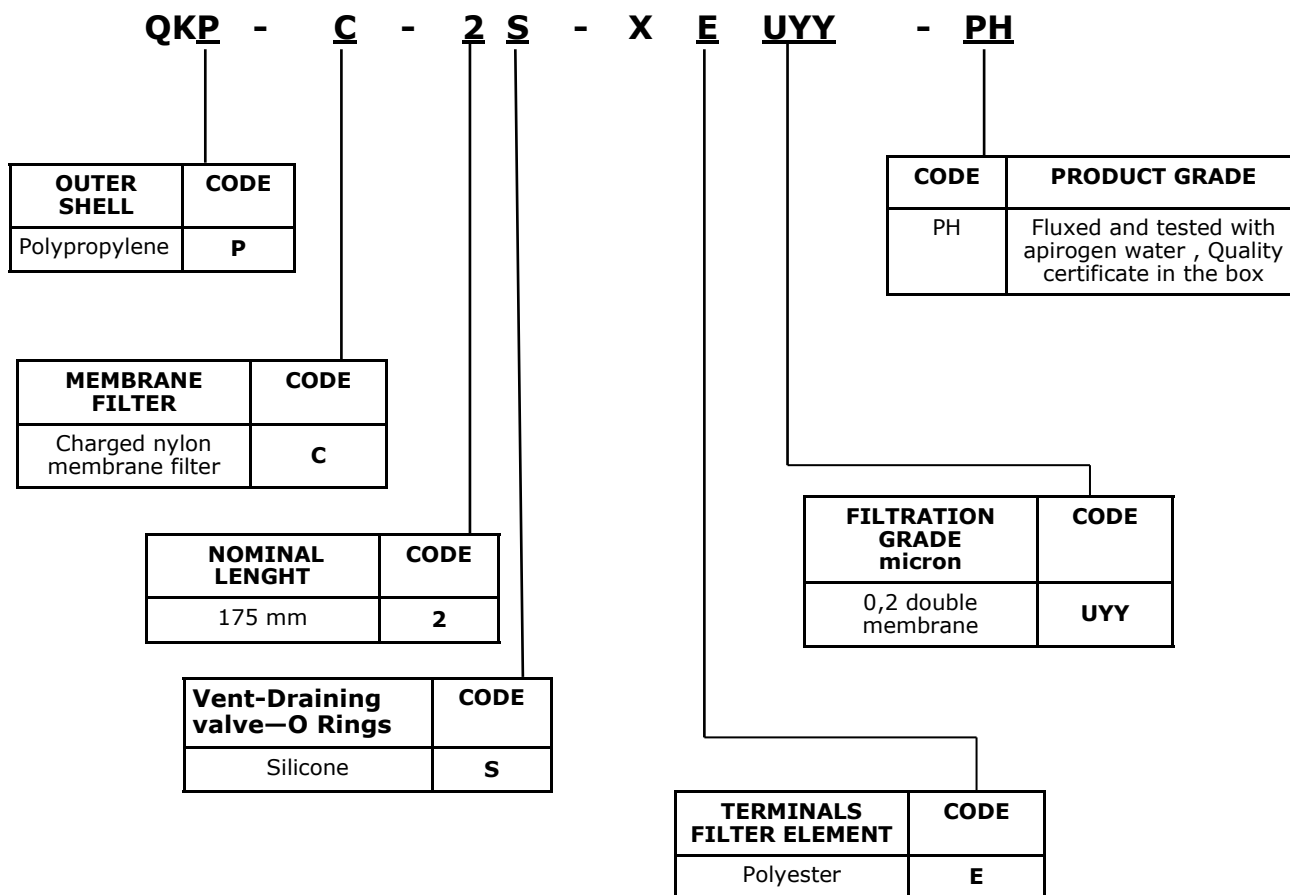 QKP - C - 2 S - X E UYY - PH
OUTER SHELL CODE
Polypropylene P
CODE PRODUCT GRADE
PH Fluxed and tested with
apirogen water , Quality
certificate in the box
MEMBRANE FILTER CODE
Charged nylon
membrane filter C
NOMINAL LENGHT CODE
175 mm 2
FILTRATION GRADE micron CODE
0,2 double
membrane UYY
Vent-Draining
valve—O Rings CODE
Silicone S
TERMINALS
FILTER ELEMENT CODE
Polyester E